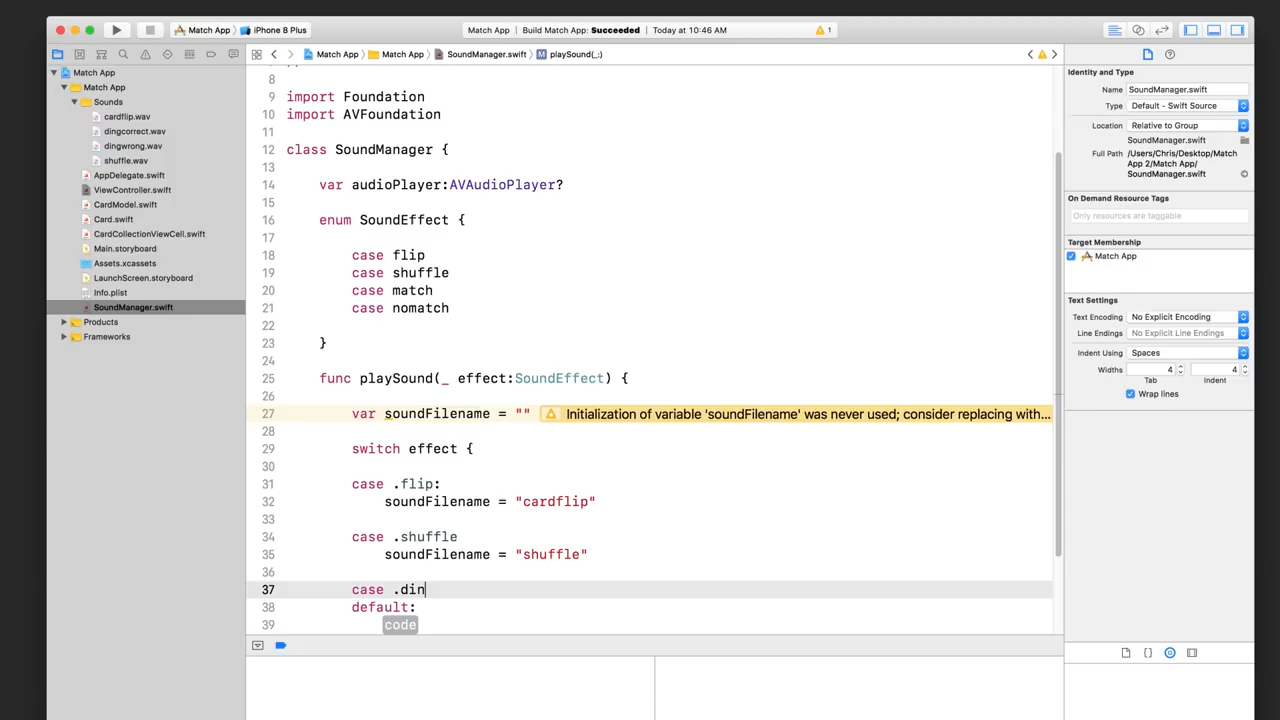 Match App
iPhone 8 Plus
Match App | Build Match App: Succeeded | Today at 10:46 AM
1
Match App
Match App
Sounds
cardflip.wav
dingcorrect.wav
dingwrong.wav
shuffle.wav
AppDelegate.swift
ViewController.swift
CardModel.swift
Card.swift
CardCollectionViewCell.swift
Main.storyboard
Assets.xcassets
LaunchScreen.storyboard
Info.plist
SoundManager.swift
Products
Frameworks
Match App
Match App
SoundManager.swift
M playSound(_:)
8
9 import Foundation
10 import AVFoundation
11
12 class SoundManager {
13
14 var audioPlayer:AVAudioPlayer?
15
16 enum SoundEffect {
17
18 case flip
19 case shuffle
20 case match
21 case nomatch
22
23 }
24
25 func playSound(_ effect:SoundEffect) {
26
27 var soundFilename = "" Initialization of variable 'soundFilename' was never used; consider replacing with...
28
29 switch effect {
30
31 case .flip:
32 soundFilename = "cardflip"
33
34 case .shuffle
35 soundFilename = "shuffle"
36
37 case .din
38 default:
39 code
Identity and Type
Name SoundManager.swift
Type Default - Swift Source
Location Relative to Group
SoundManager.swift
Full Path /Users/Chris/Desktop/Match
App 2/Match App/
SoundManager.swift
On Demand Resource Tags
Only resources are taggable
Target Membership
Match App
Text Settings
Text Encoding No Explicit Encoding
Line Endings No Explicit Line Endings
Indent Using Spaces
Widths 4 4
Tab Indent
Wrap lines